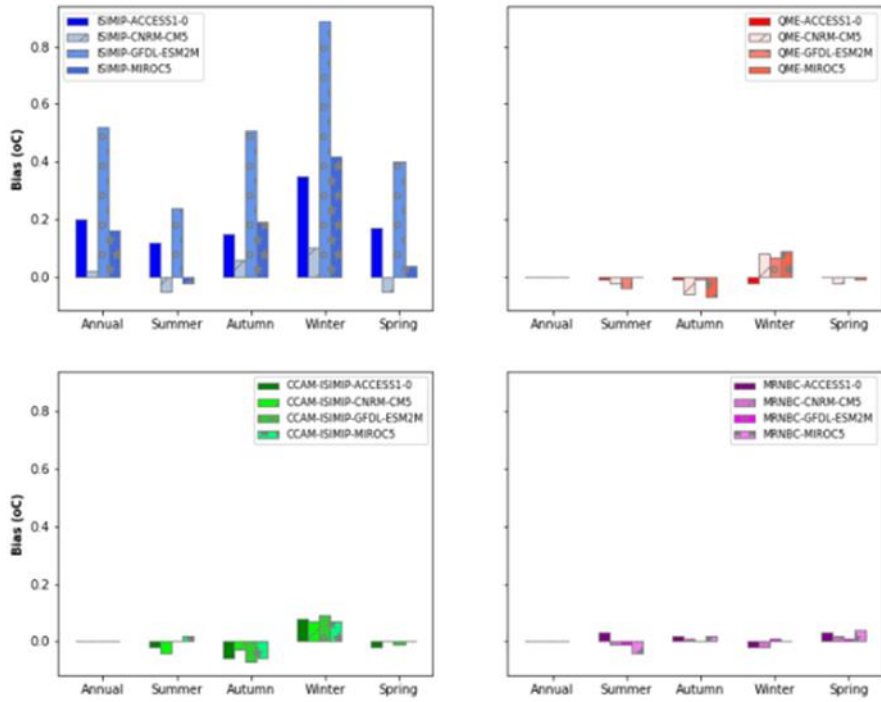 ISIMIP-ACCESS1-0
ISIMIP-CNRM-CM5
ISIMIP-GFDL-ESM2M
ISIMIP-MIROC5
0.8
0.6
0.4
0.2
0.0
Bias (oC)
Annual Summer Autumn Winter Spring
QME-ACCESS1-0
QME-CNRM-CM5
QME-GFDL-ESM2M
QME-MIROC5
Annual Summer Autumn Winter Spring
CCAM-ISIMIP-ACCESS1-0
CCAM-ISIMIP-CNRM-CM5
CCAM-ISIMIP-GFDL-ESM2M
CCAM-ISIMIP-MIROC5
0.8
0.6
0.4
0.2
0.0
Bias (oC)
Annual Summer Autumn Winter Spring
MRNBC-ACCESS1-0
MRNBC-CNRM-CM5
MRNBC-GFDL-ESM2M
MRNBC-MIROC5
Annual Summer Autumn Winter Spring